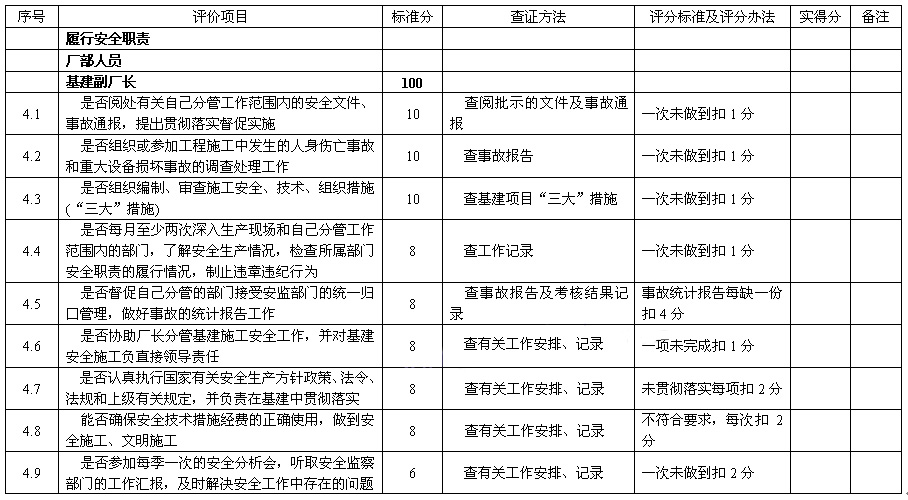 序号 评价项目 标准分 查证方法 评分标准及评分办法 实得分 备注
履行安全职责
厂部人员
基建副厂长 100
4.1 是否阅处有关自己分管工作范围内的安全文件、事故通报，提出贯彻落实督促实施 10 查阅批示的文件及事故通报 一次未做到扣 1 分
4.2 是否组织或参加工程施工中发生的人身伤亡事故和重大设备损坏事故的调查处理工作 10 查事故报告 一次未做到扣 1 分
4.3 是否组织编制、审查施工安全、技术、组织措施(“三大”措施) 10 查基建项目“三大”措施 一次未做到扣 1 分
4.4 是否每月至少两次深入生产现场和自己分管工作范围内的部门，了解安全生产情况，检查所属部门安全职责的履行情况，制止违章违纪行为 8 查工作记录 一次未做到扣 1 分
4.5 是否督促自己分管的部门接受安监部门的统一归口管理，做好事故的统计报告工作 8 查事故报告及考核结果记录 事故统计报告每缺一份扣 4 分
4.6 是否协助厂长分管基建施工安全工作，并对基建安全施工负直接领导责任 8 查有关工作安排、记录 一项未完成扣 1 分
4.7 是否认真执行国家有关安全生产方针政策、法令、法规和上级有关规定，并负责在基建中贯彻落实 8 查有关工作安排、记录 未贯彻落实每项扣 2 分
4.8 能否确保安全技术措施经费的正确使用，做到安全施工、文明施工 8 查有关工作安排、记录 不符合要求，每次扣 2 分
4.9 是否参加每季一次的安全分析会，听取安全监察部门的工作汇报，及时解决安全工作中存在的问题 6 查有关工作安排、记录 一次未做到扣 2 分